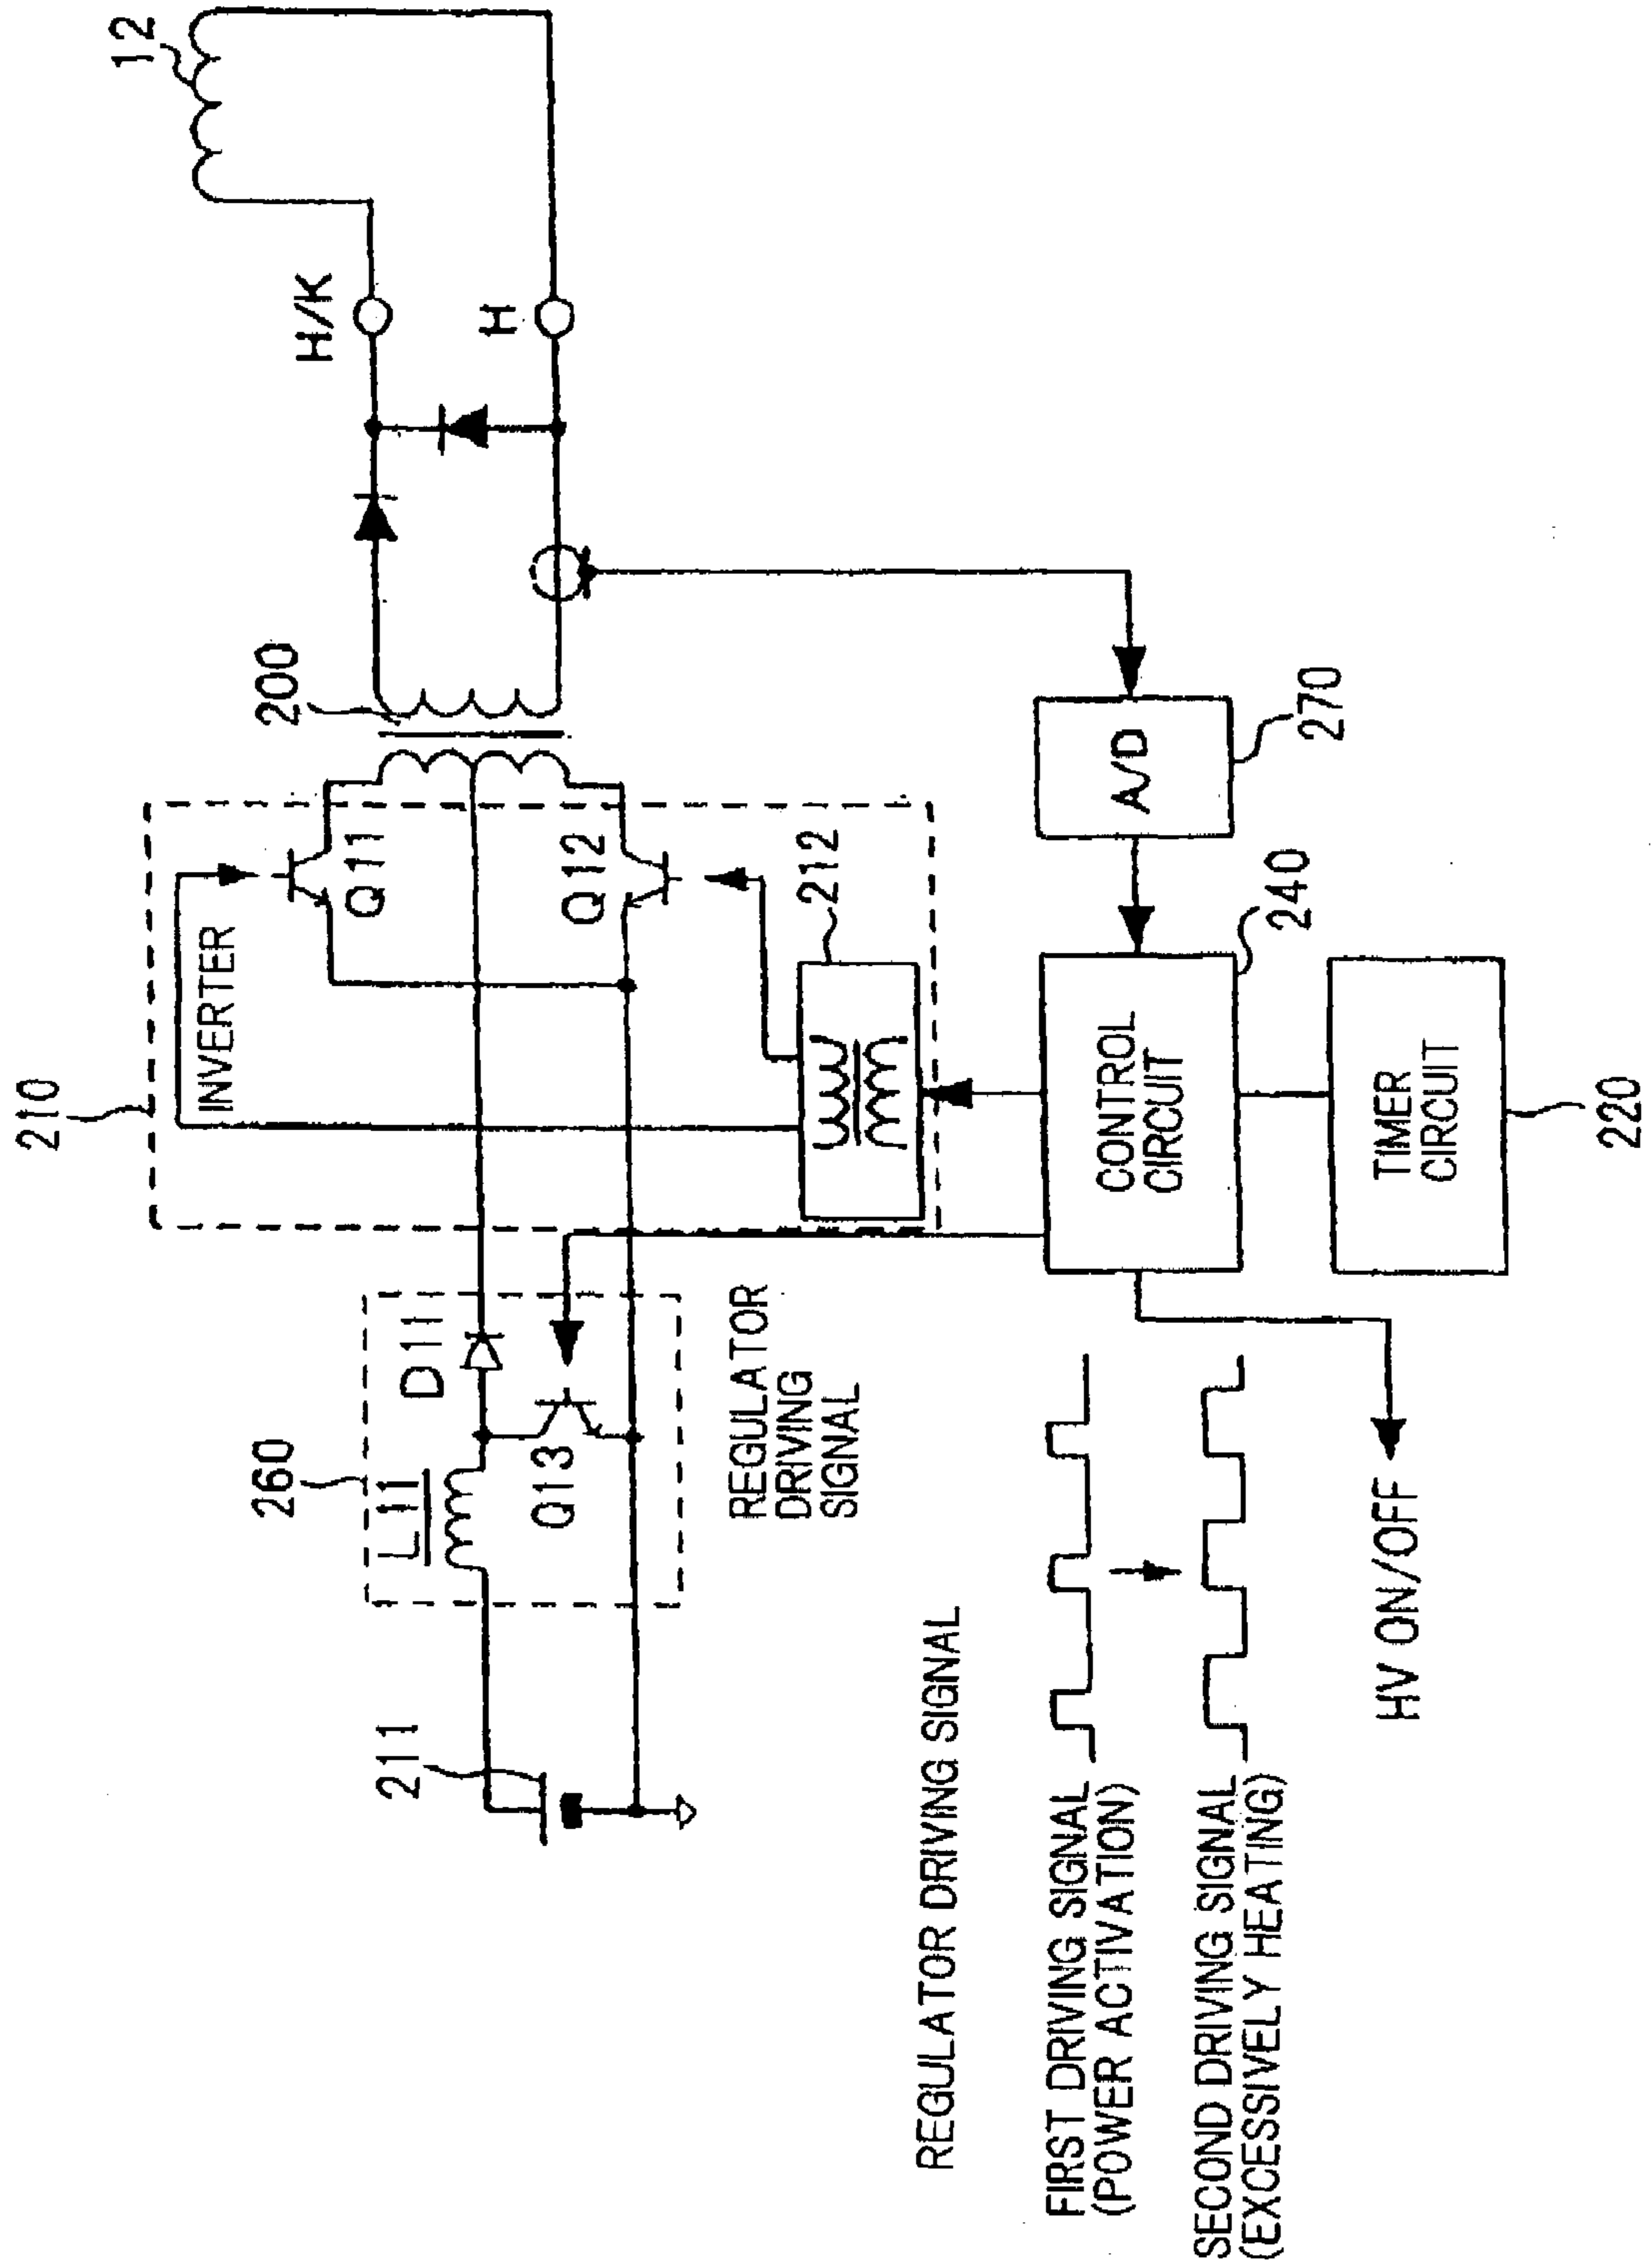 210
INVERTER
Q11
Q12
212
200
12
H/K
H
211
260
L11
D11
Q13
REGULATOR
DRIVING
SIGNAL
A/D
270
CONTROL
CIRCUIT
240
TIMER
CIRCUIT
220
REGULATOR DRIVING SIGNAL
FIRST DRIVING SIGNAL
(POWER ACTIVATION)
SECOND DRIVING SIGNAL
(EXCESSIVELY HEATING)
HV ON/OFF